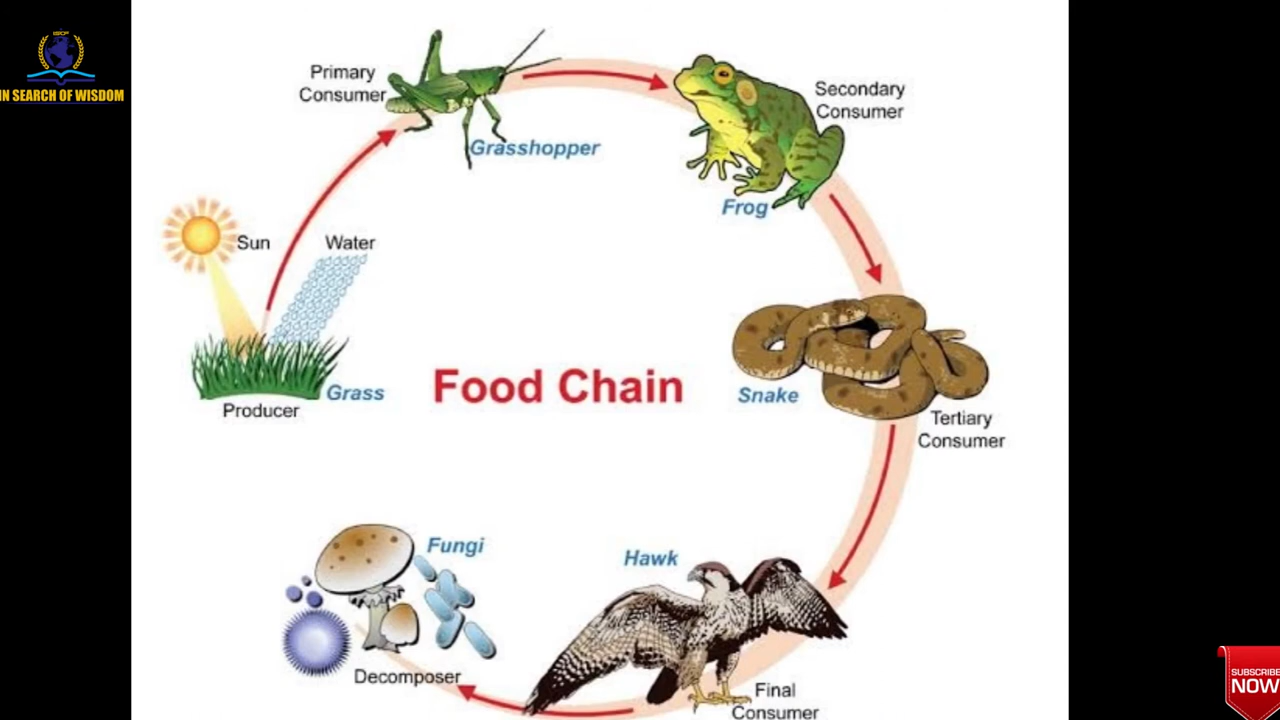 ISOF
IN SEARCH OF WISDOM
Primary
Consumer
Grasshopper
Secondary
Consumer
Frog
Sun
Water
Grass
Producer
Food Chain
Snake
Tertiary
Consumer
Fungi
Hawk
Decomposer
Final
Consumer
SUBSCRIBE
NOW